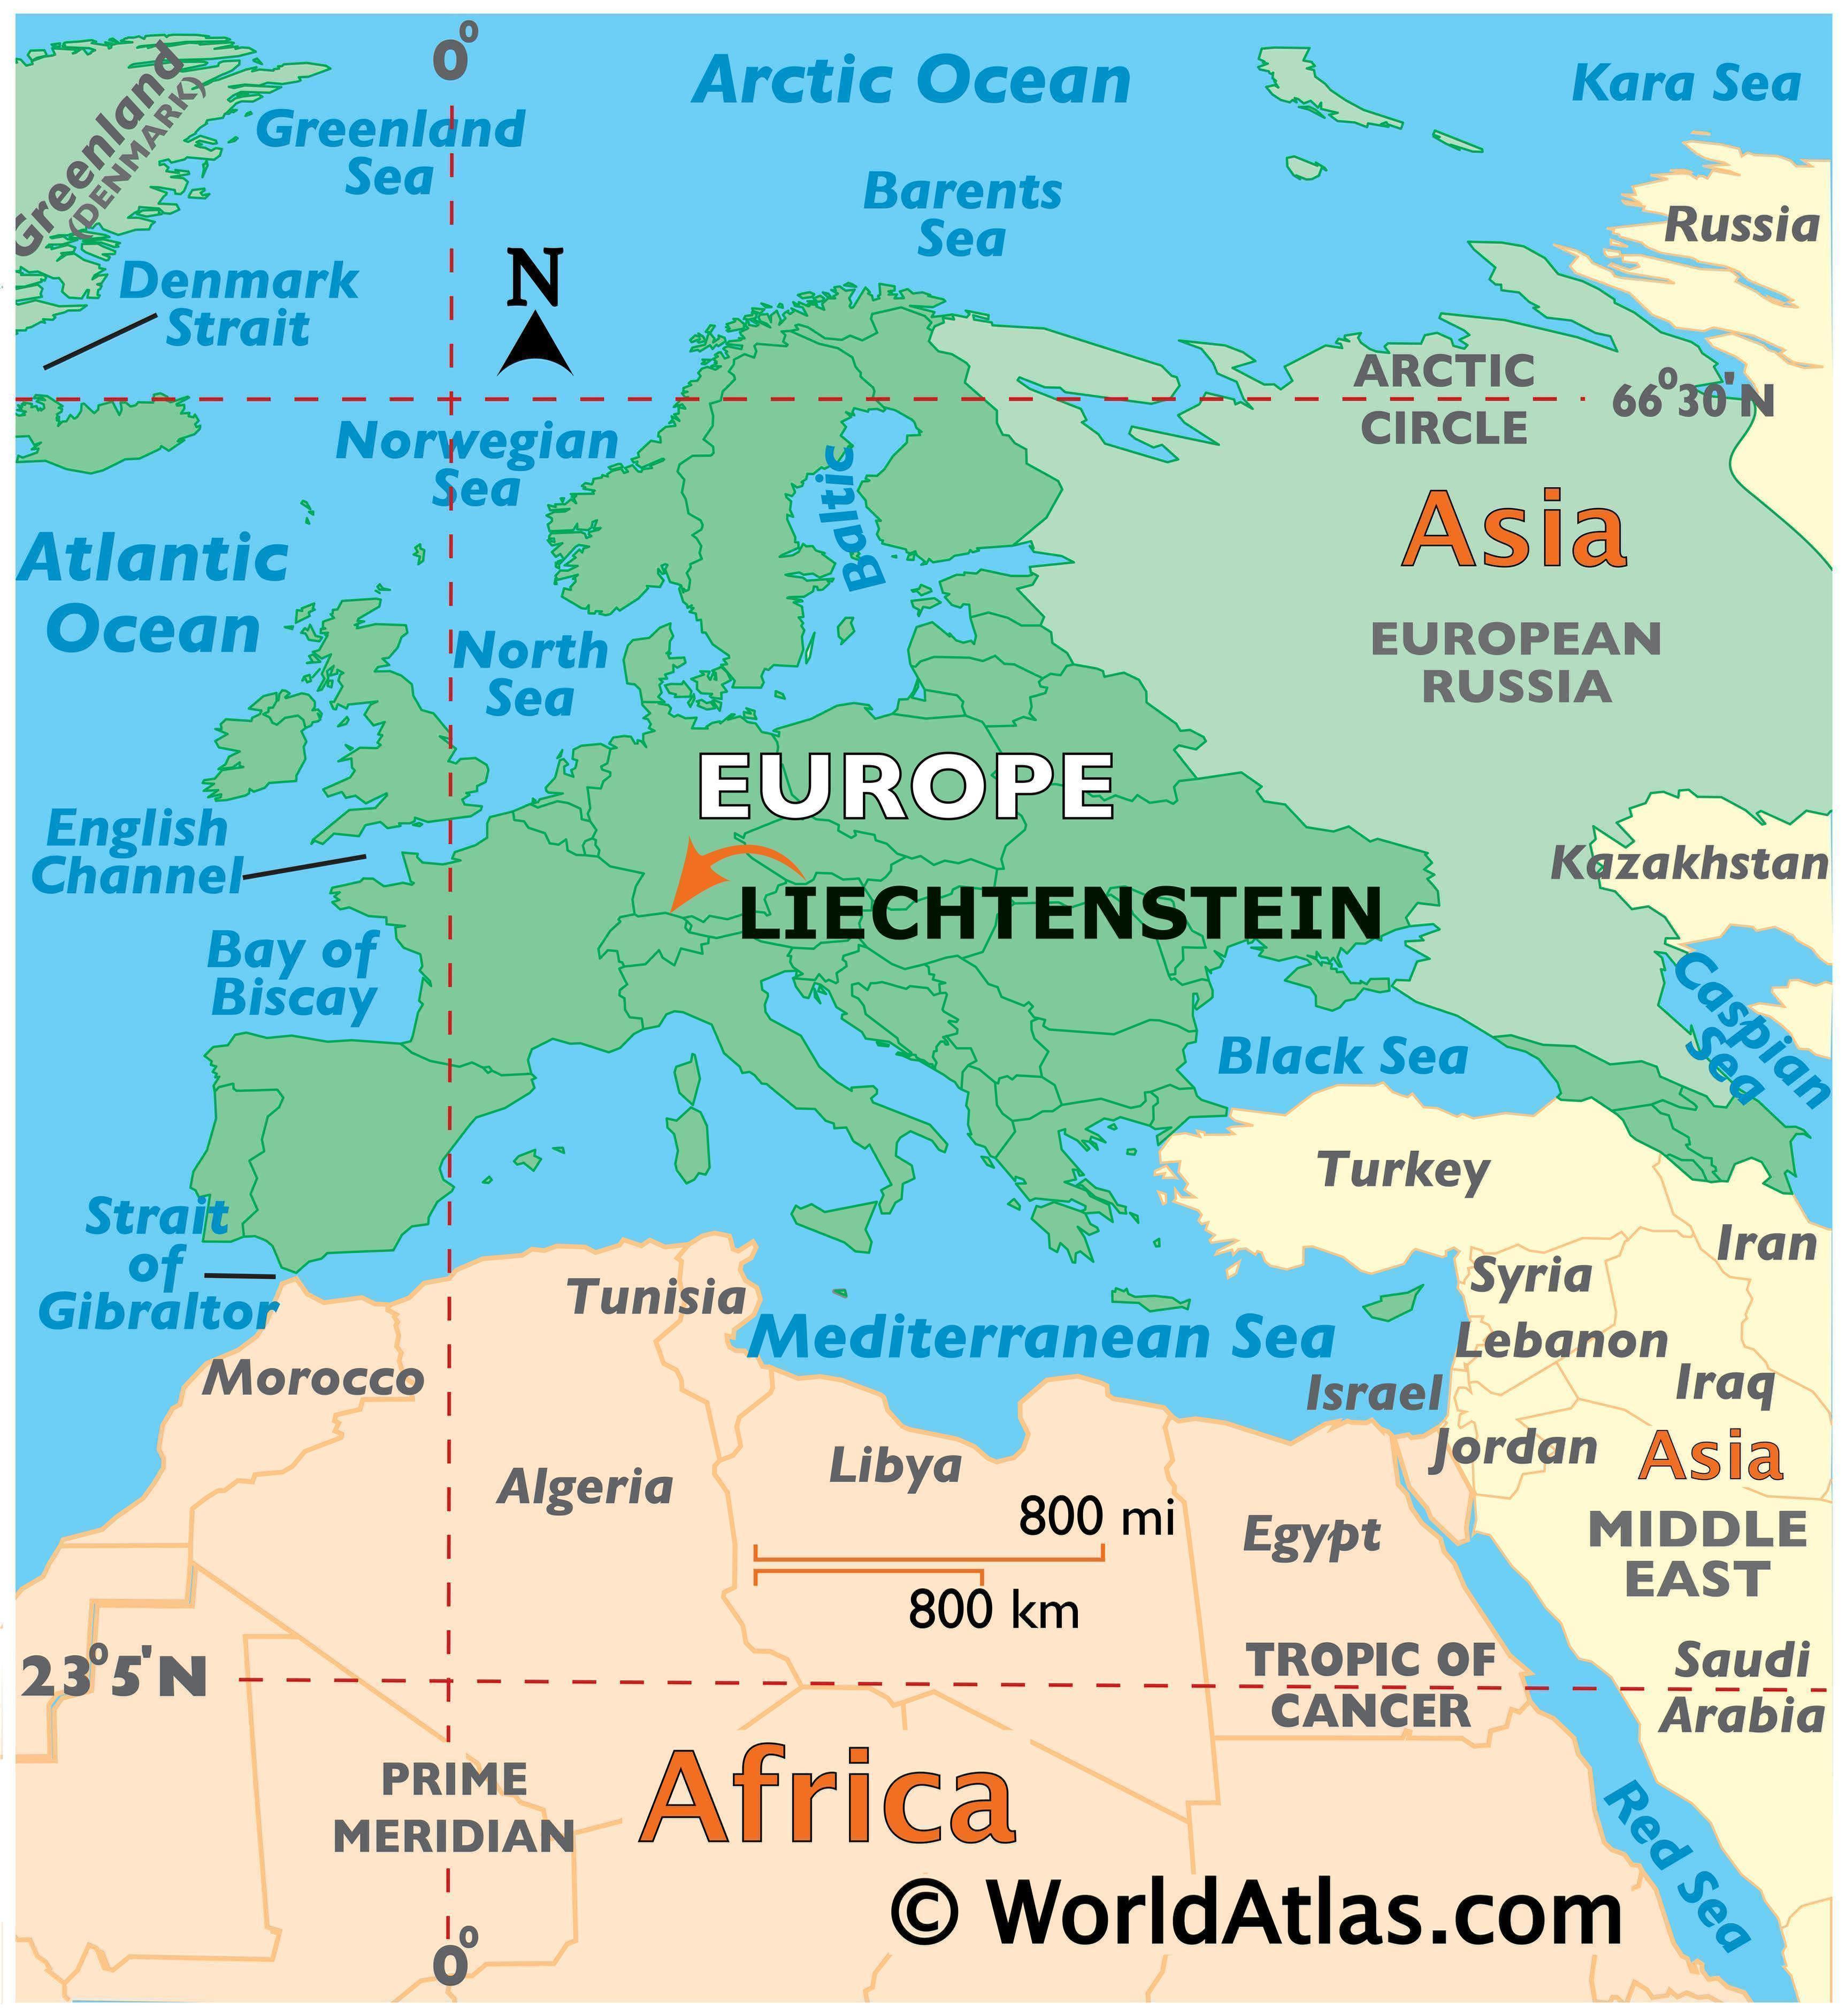 0°
Arctic Ocean
Kara Sea
Greenland
(DENMARK)
Greenland
Sea
Barents
Sea
Russia
Denmark
Strait
N
ARCTIC
CIRCLE
66°30'N
Norwegian
Sea
Baltic
Asia
Atlantic
Ocean
EUROPEAN
RUSSIA
North
Sea
EUROPE
English
Channel
Kazakhstan
LIECHTENSTEIN
Bay of
Biscay
Caspian
Sea
Black Sea
Turkey
Strait
of
Gibraltor
Iran
Syria
Tunisia
Mediterranean Sea
Lebanon
Morocco
Israel
Iraq
Jordan
Asia
Libya
Algeria
800 mi
Egypt
MIDDLE
EAST
800 km
23°5'N
TROPIC OF
CANCER
Saudi
Arabia
PRIME
MERIDIAN
Africa
Red Sea
© WorldAtlas.com
0°